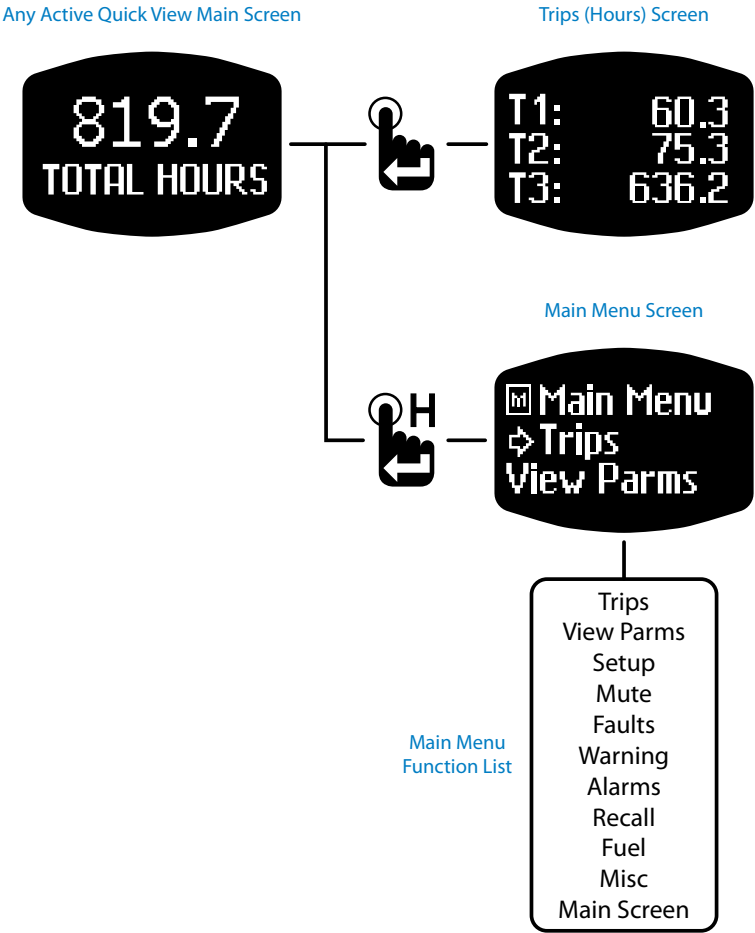 Any Active Quick View Main Screen
Trips (Hours) Screen
819.7
TOTAL HOURS
T1: 60.3
T2: 75.3
T3: 636.2
Main Menu Screen
H
M Main Menu
Trips
View Parms
Main Menu
Function List
Trips
View Parms
Setup
Mute
Faults
Warning
Alarms
Recall
Fuel
Misc
Main Screen